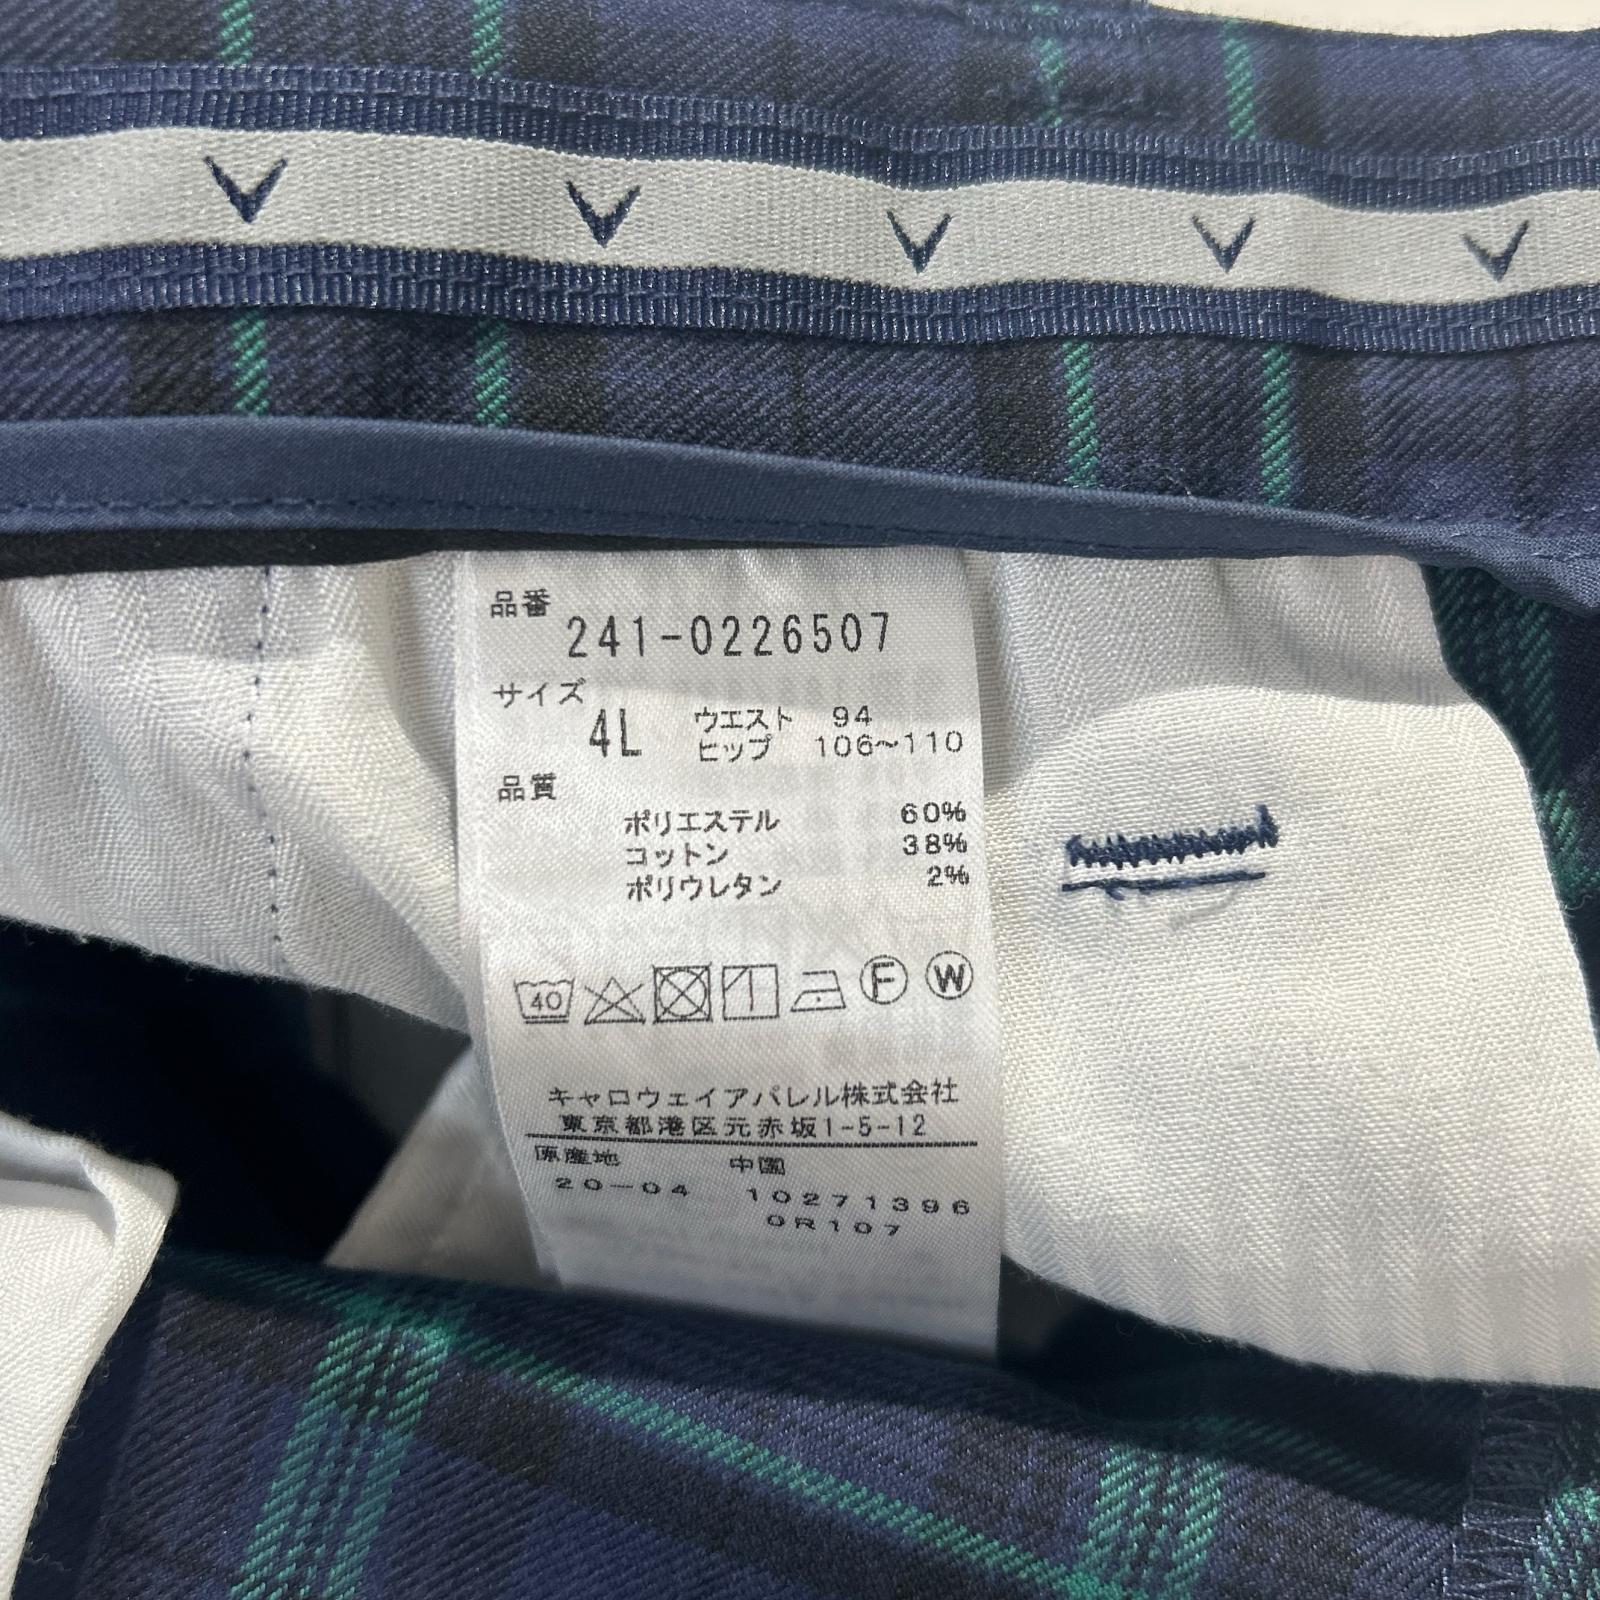 品番
241-0226507
サイズ
4L ウエスト 94
ヒップ 106~110
品質
ポリエステル 60%
コットン 38%
ポリウレタン 2%
40 F W
キャロウェイアパレル株式会社
東京都港区元赤坂1-5-12
原産地 中国
20-04 10271396
0R107